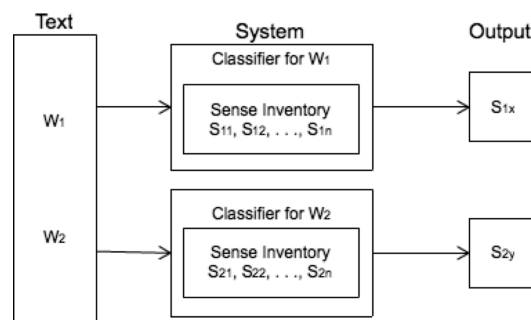 Text
System
Output
Classifier for W1
W1
Sense Inventory
S11, S12, . . ., S1n
S1x
Classifier for W2
W2
Sense Inventory
S21, S22, . . ., S2n
S2y